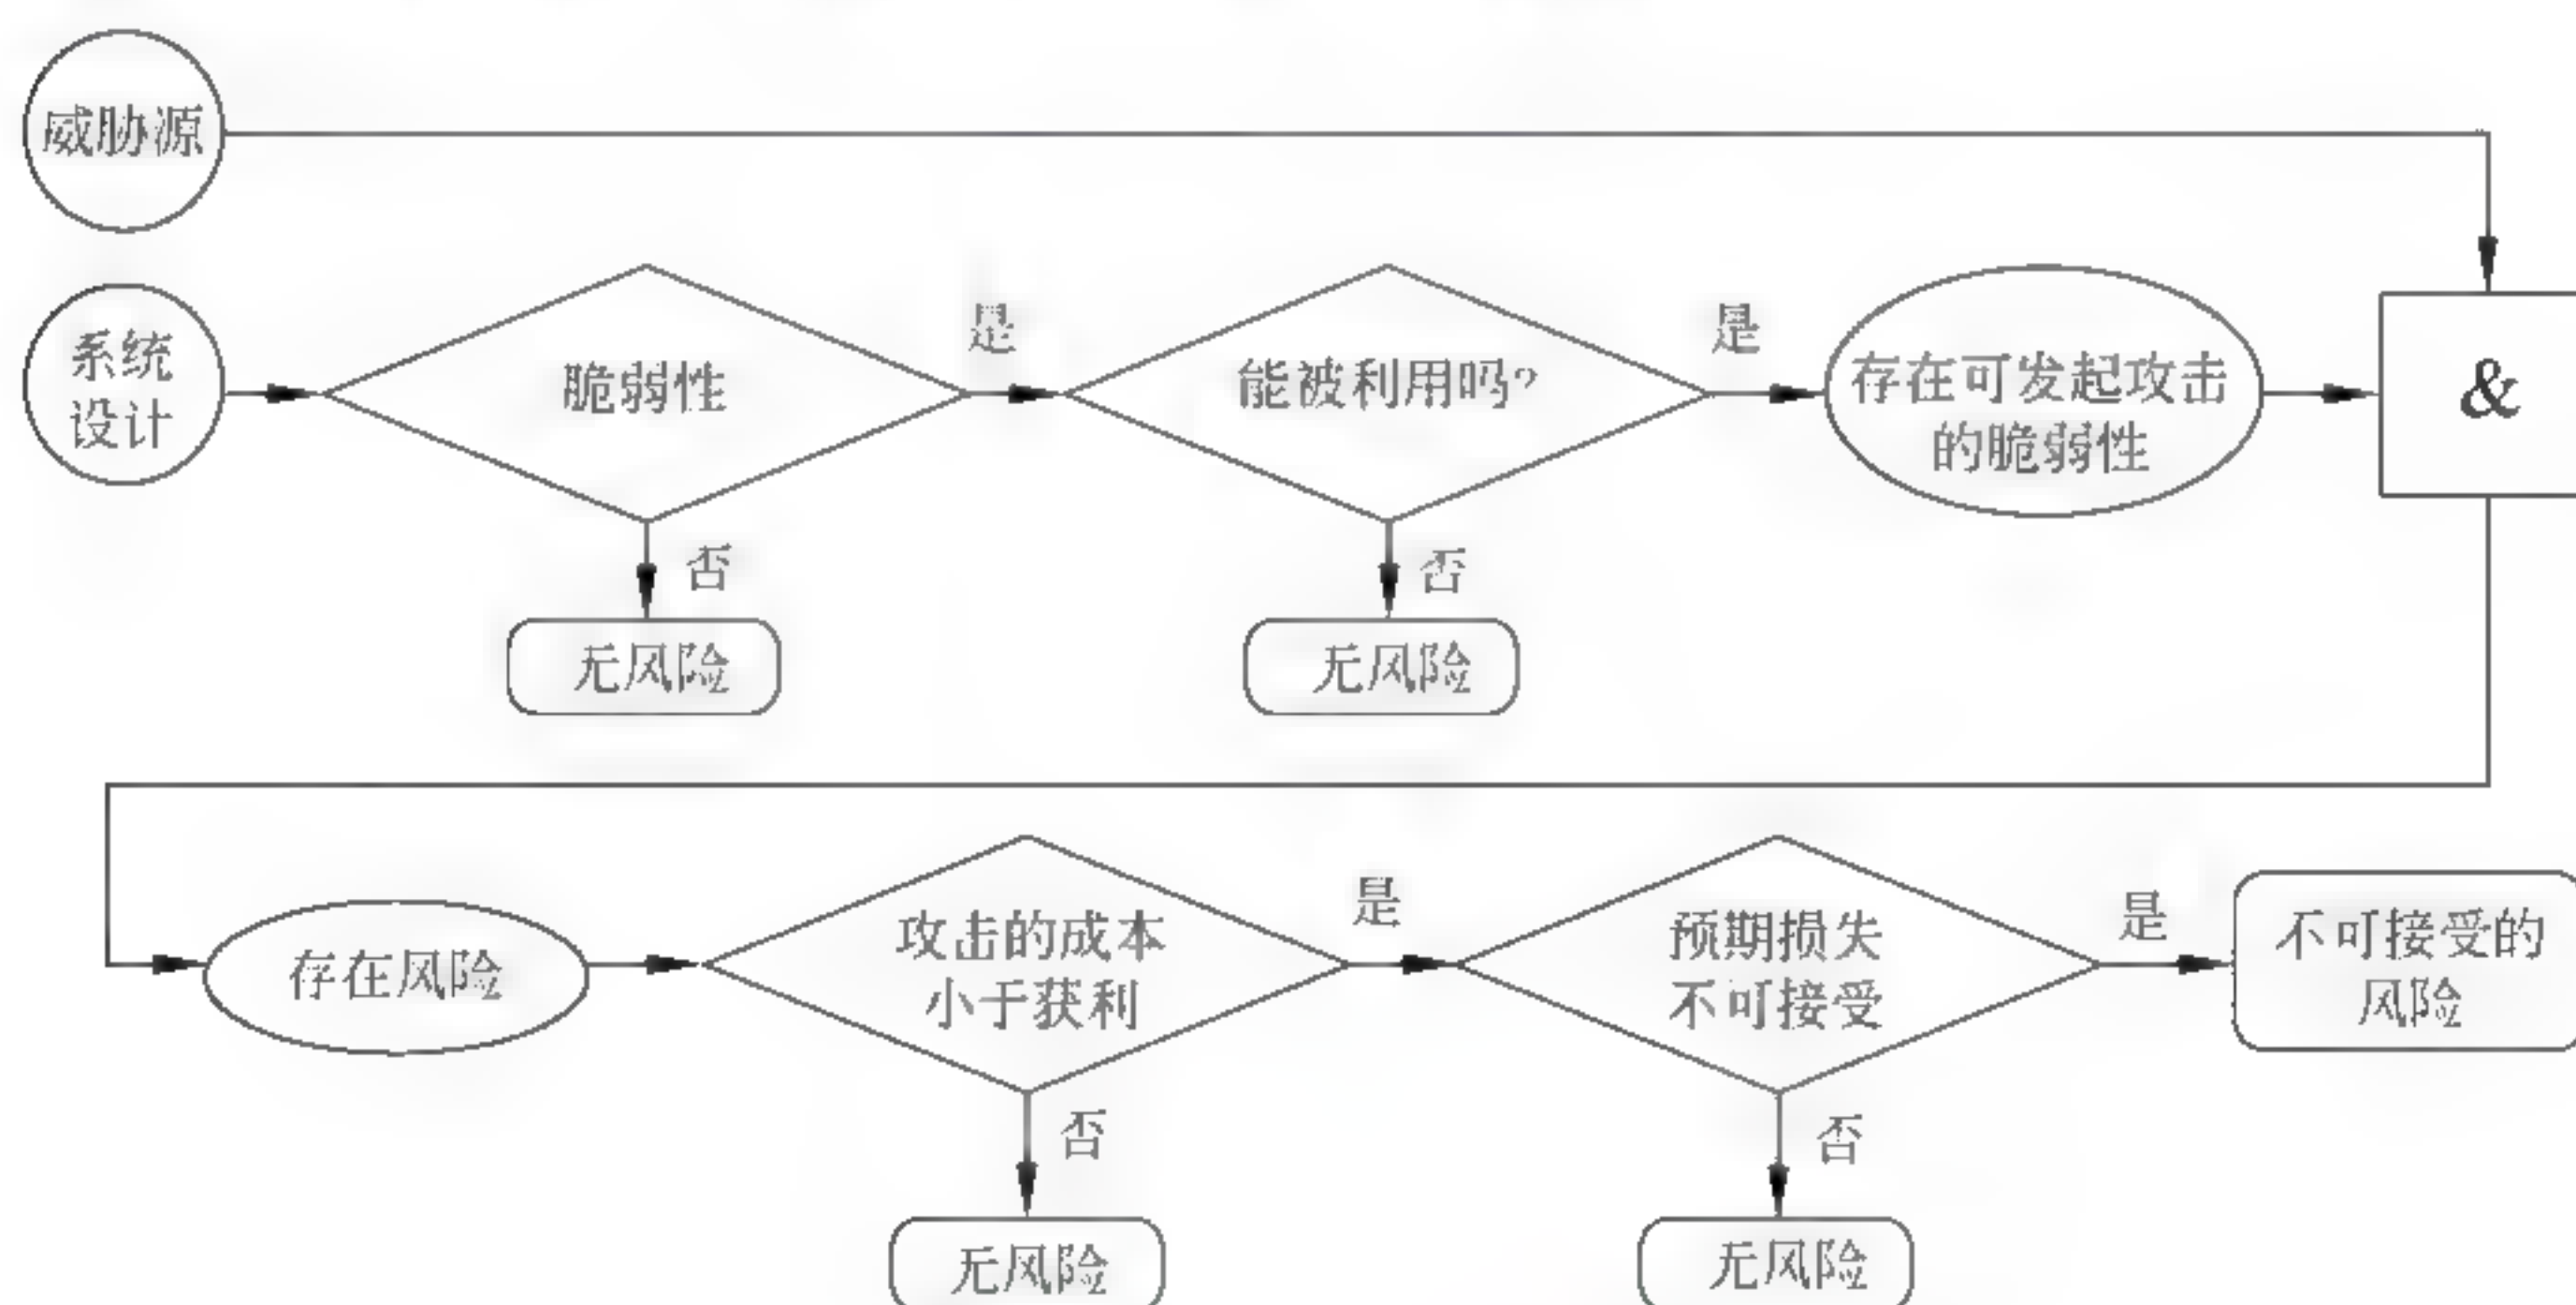 威胁源
系统
设计
脆弱性
是
能被利用吗?
是
存在可发起攻击
的脆弱性
&
否
无风险
否
无风险
存在风险
攻击的成本
小于获利
是
预期损失
不可接受
是
不可接受的
风险
否
无风险
否
无风险